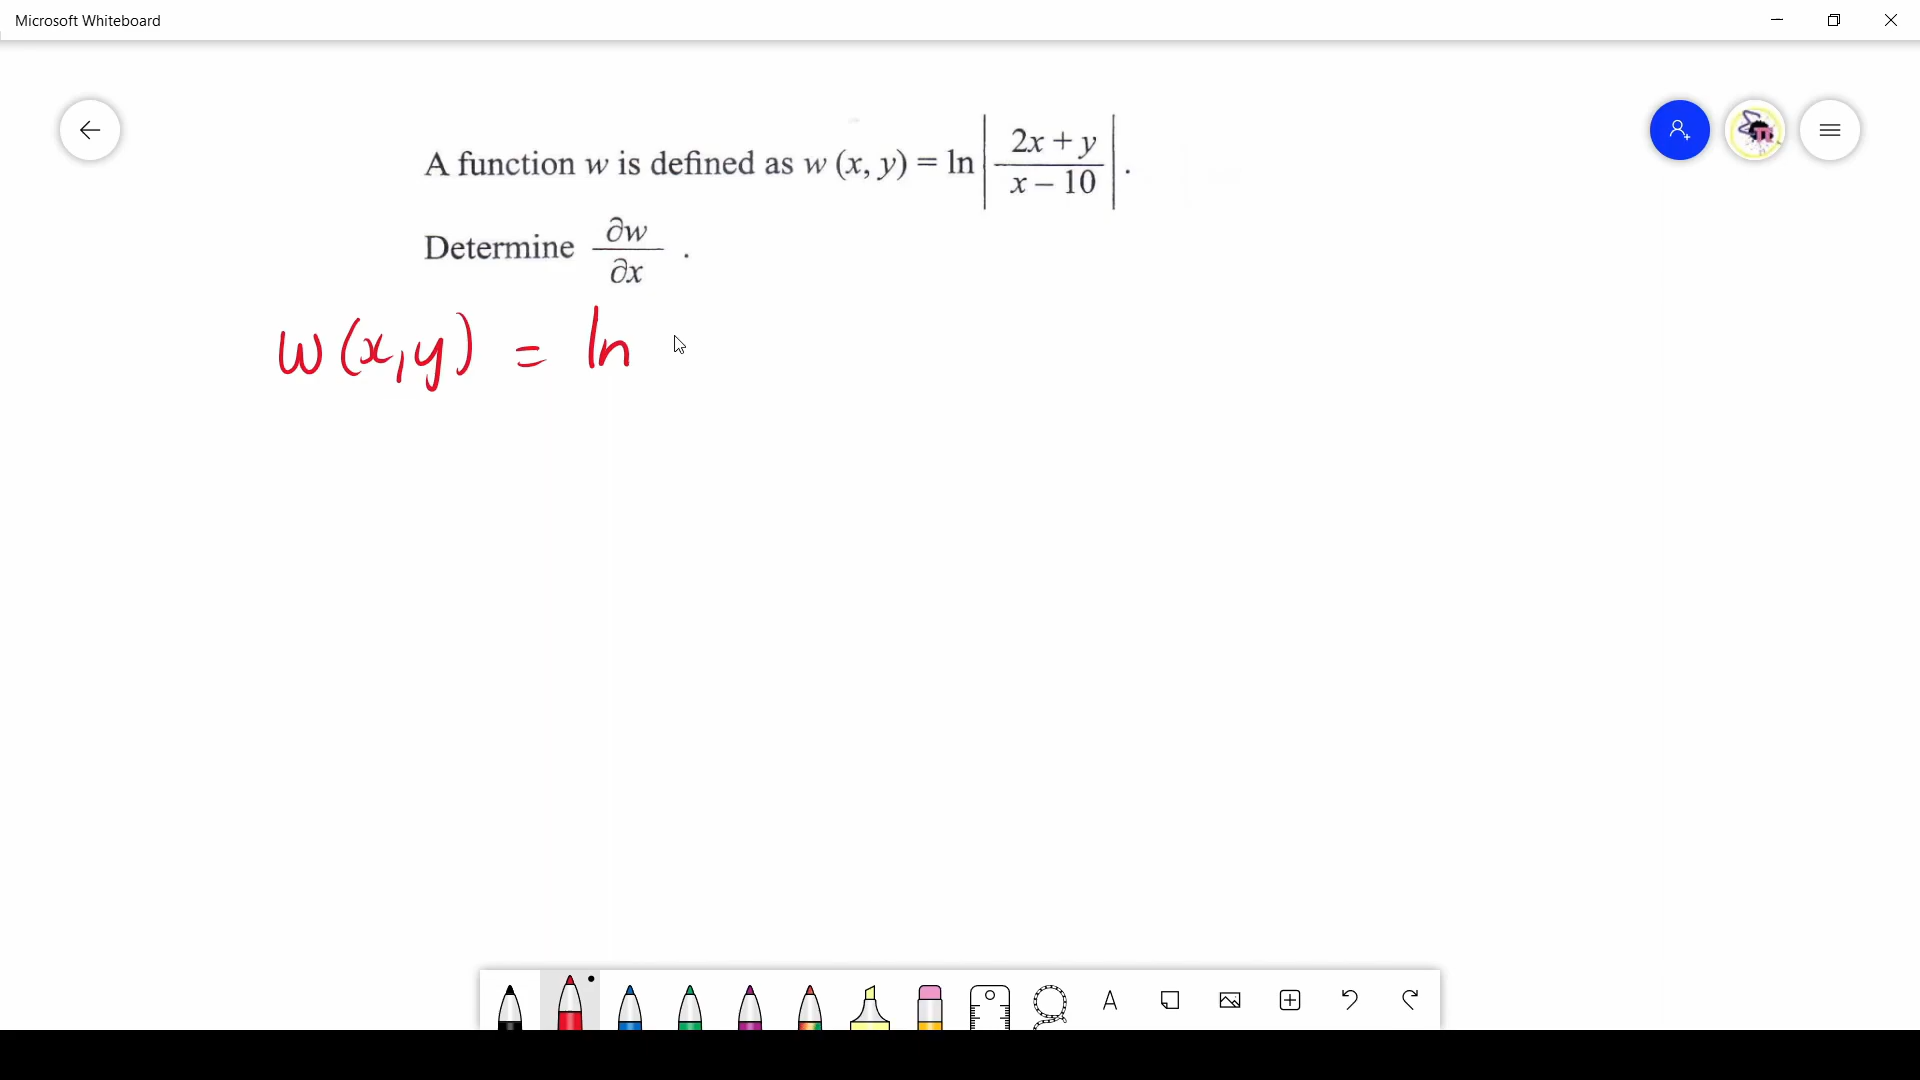 Microsoft Whiteboard
A function w is defined as w (x, y) = ln | (2x + y)/(x – 10) | .
Determine ∂w/∂x .
w(x,y) = ln